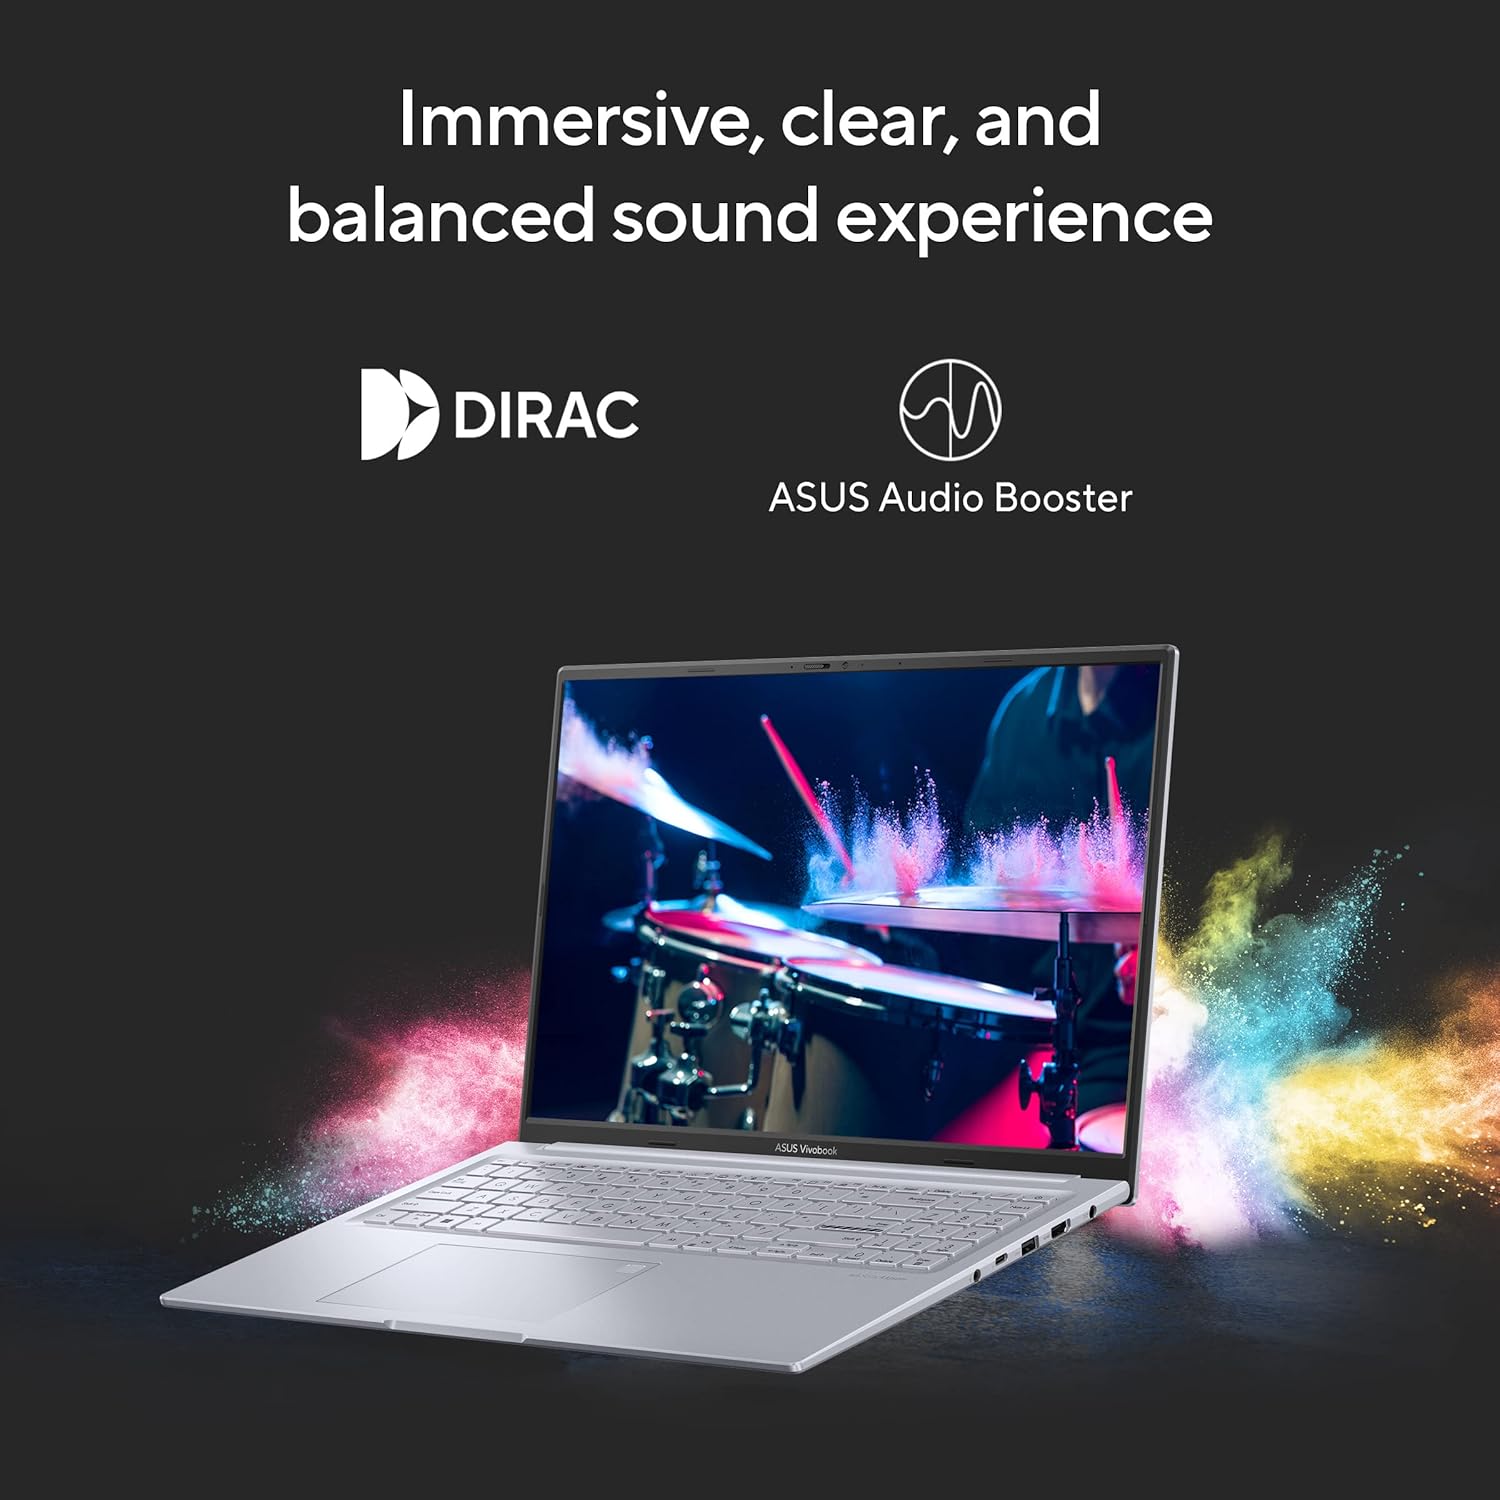 Immersive, clear, and
balanced sound experience
DIRAC
ASUS Audio Booster
ASUS Vivobook